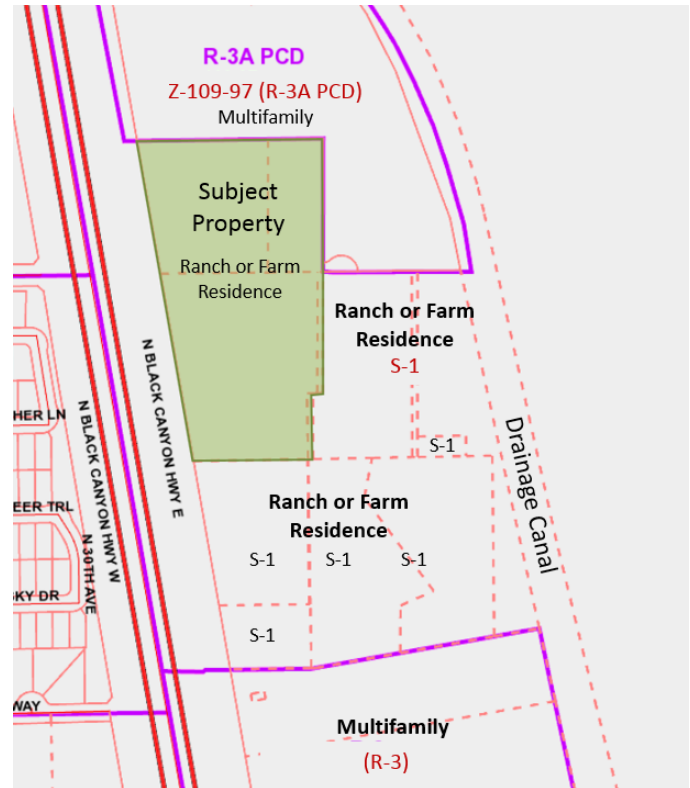 R-3A PCD
Z-109-97 (R-3A PCD)
Multifamily
Subject
Property
Ranch or Farm
Residence
Ranch or Farm
Residence
S-1
N BLACK CANYON HWY E
HER LN
N BLACK CANYON HWY W
S-1
Drainage Canal
EER TRL
Ranch or Farm
Residence
N 30TH AVE
S-1
S-1
S-1
KY DR
S-1
WAY
Multifamily
(R-3)